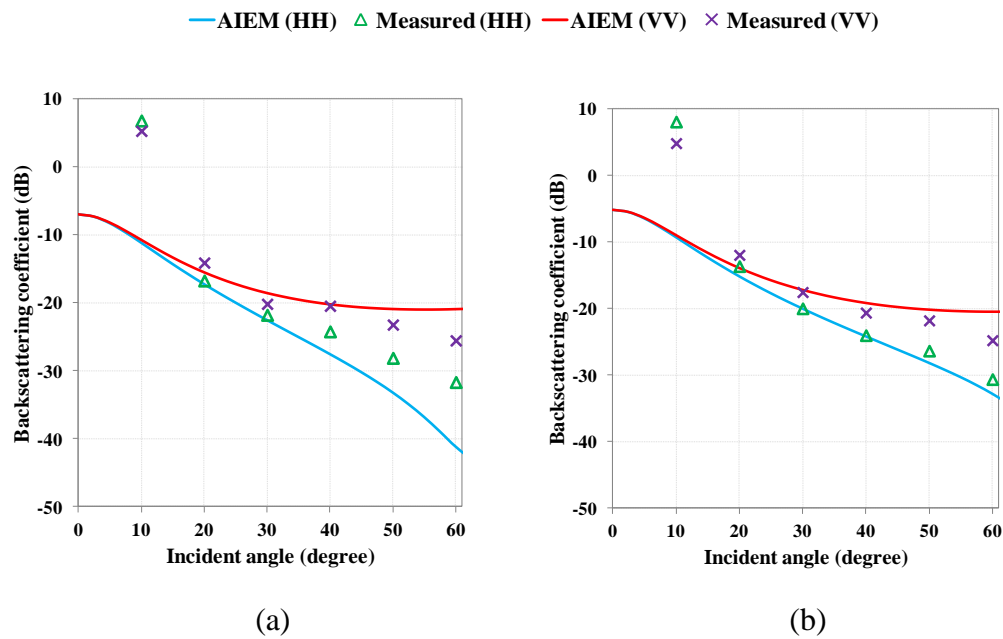 AIEM (HH) Measured (HH) AIEM (VV) Measured (VV)
10
0
-10
-20
-30
-40
-50
Backscattering coefficient (dB)
0 10 20 30 40 50 60
Incident angle (degree)
(a)
10
0
-10
-20
-30
-40
-50
Backscattering coefficient (dB)
0 10 20 30 40 50 60
Incident angle (degree)
(b)